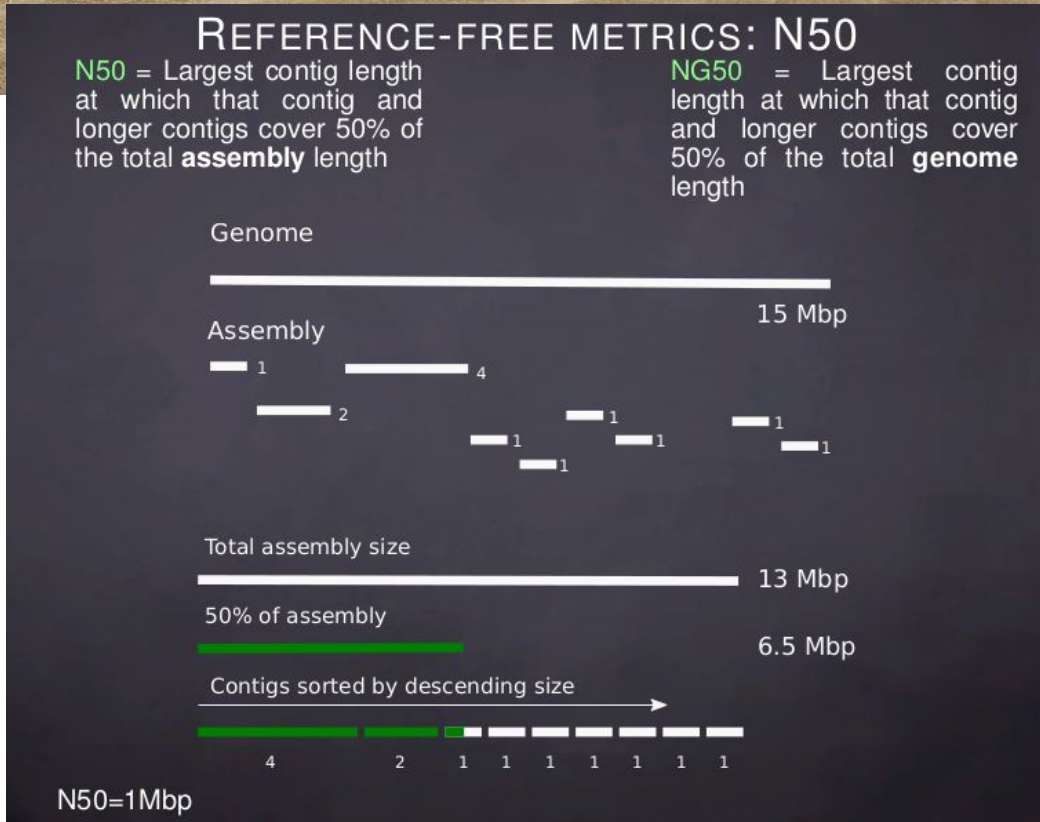 REFERENCE-FREE METRICS: N50
N50 = Largest contig length
at which that contig and
longer contigs cover 50% of
the total assembly length
NG50 = Largest contig
length at which that contig
and longer contigs cover
50% of the total genome
length
Genome
15 Mbp
Assembly
1
4
2
1
1
1
1
1
1
Total assembly size
13 Mbp
50% of assembly
6.5 Mbp
Contigs sorted by descending size
4 2 1 1 1 1 1 1 1
N50=1Mbp